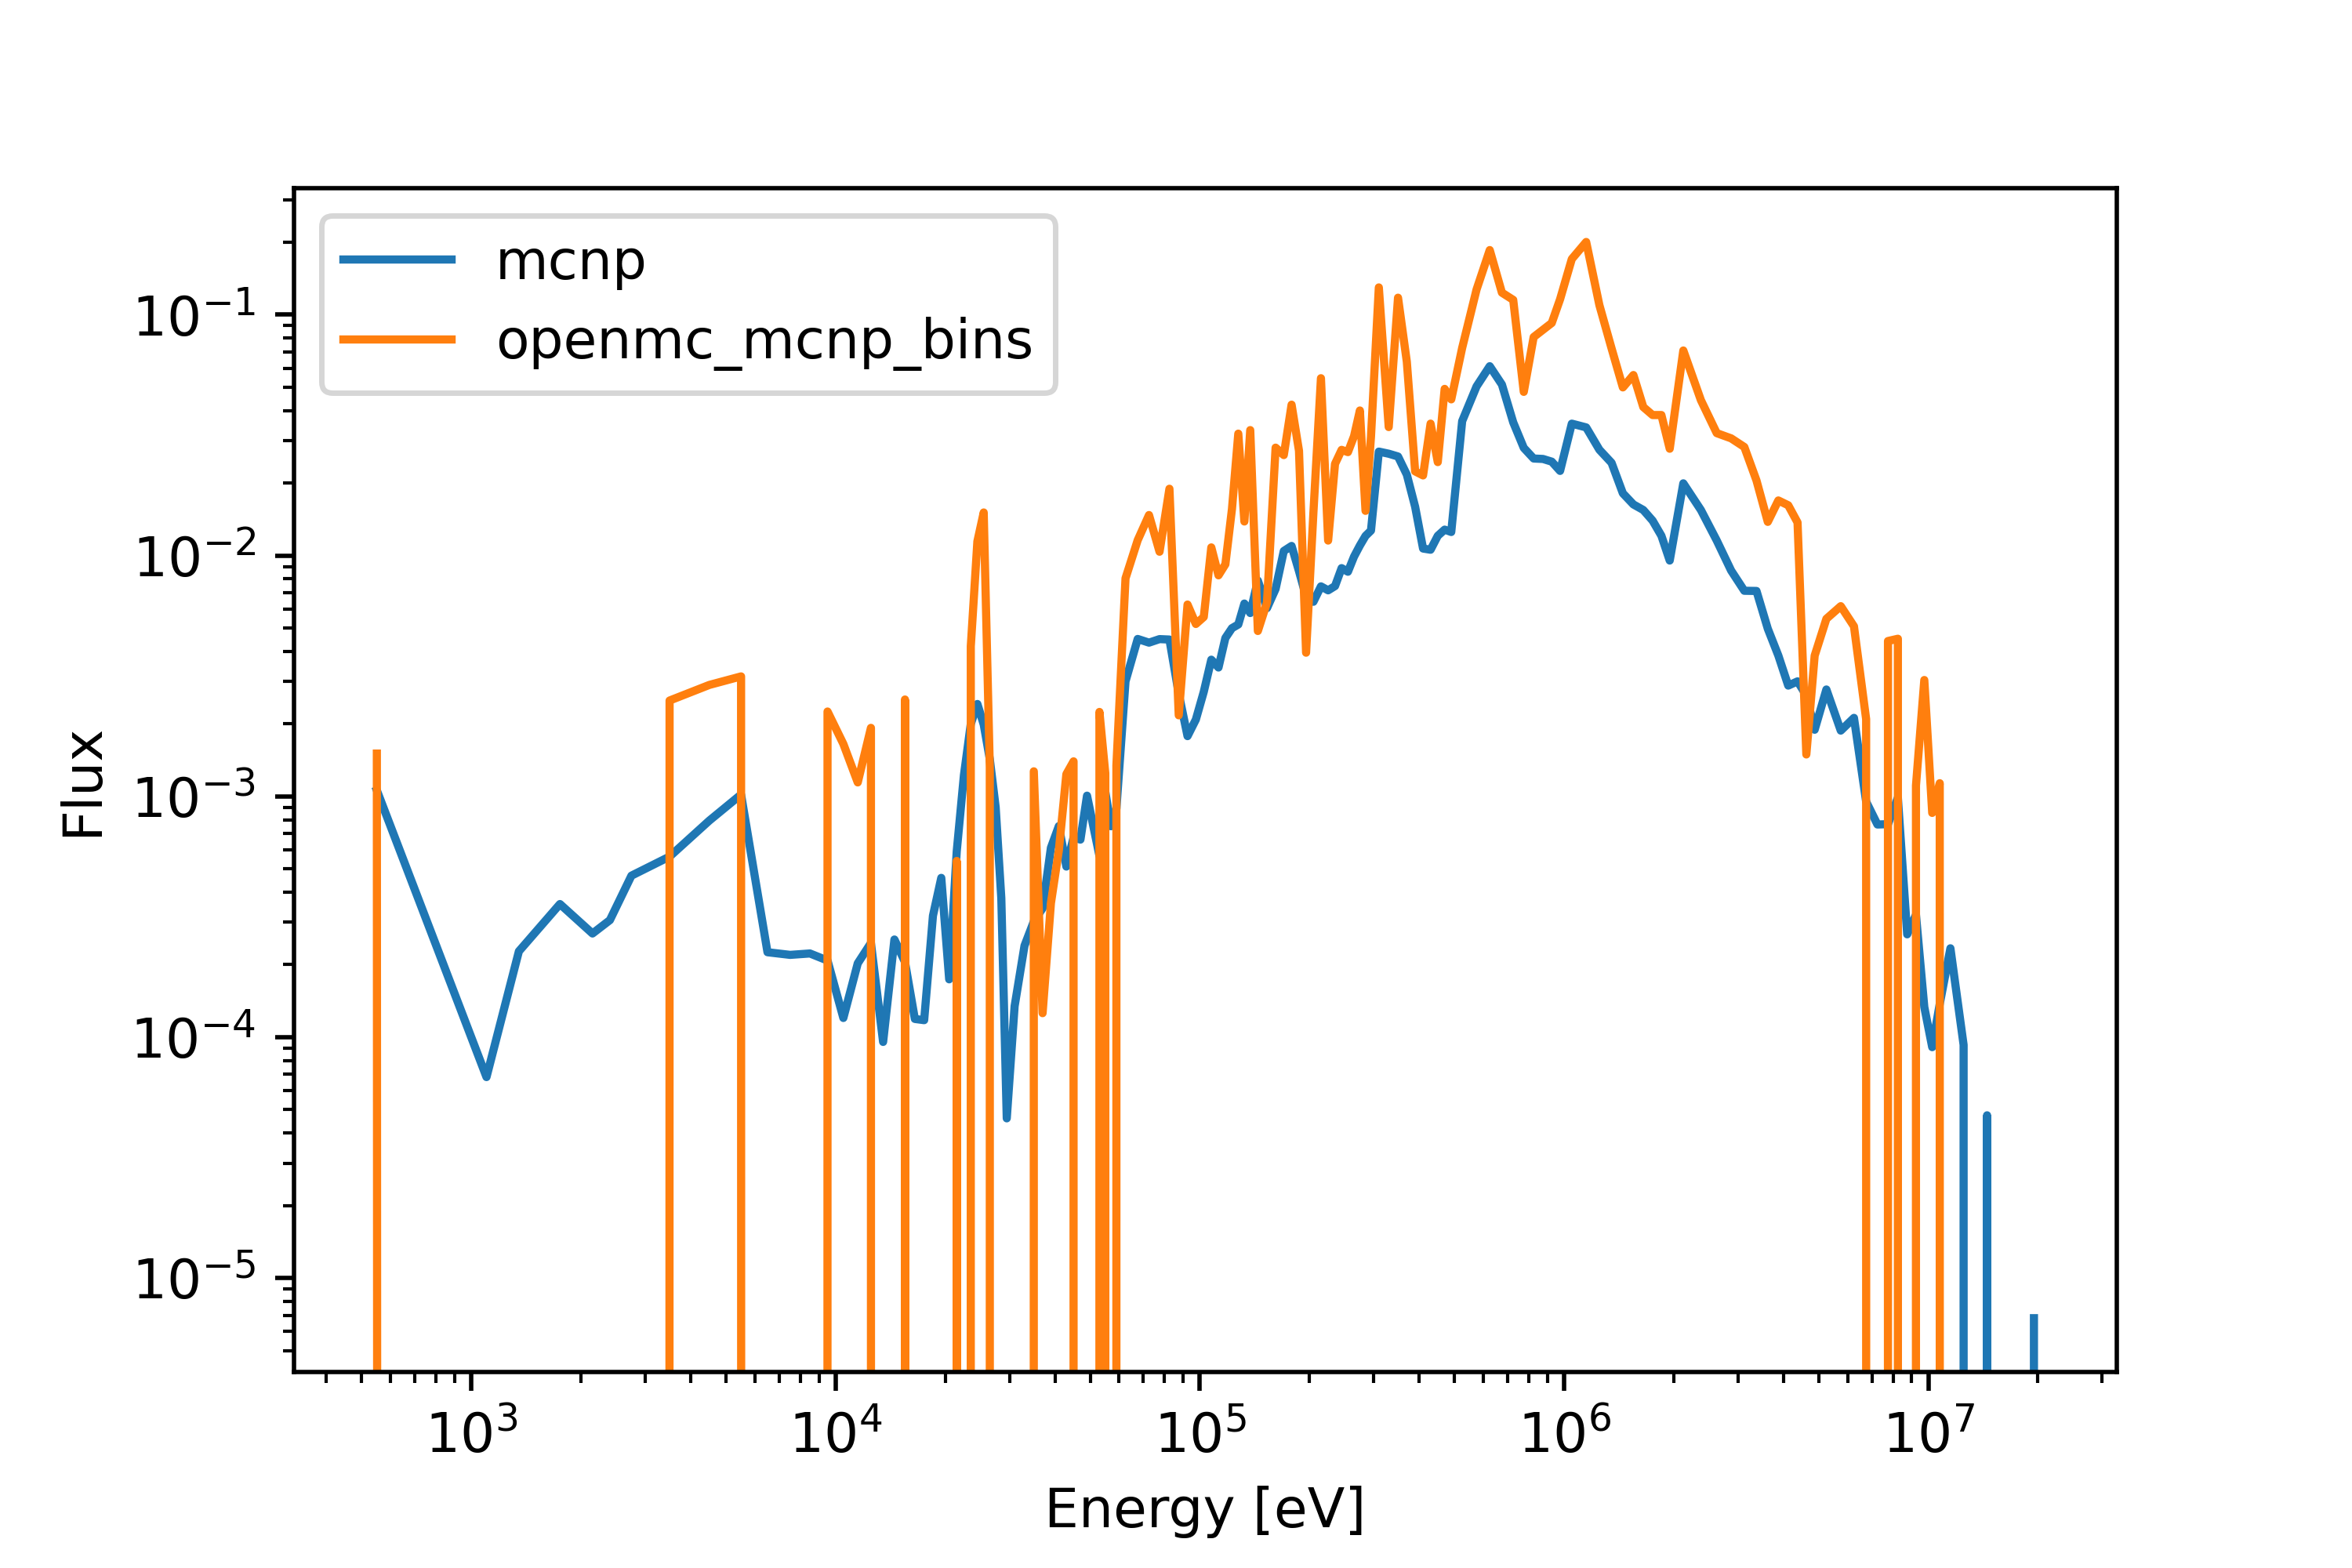 mcnp
openmc_mcnp_bins
Flux
10⁻¹
10⁻²
10⁻³
10⁻⁴
10⁻⁵
10³ 10⁴ 10⁵ 10⁶ 10⁷
Energy [eV]